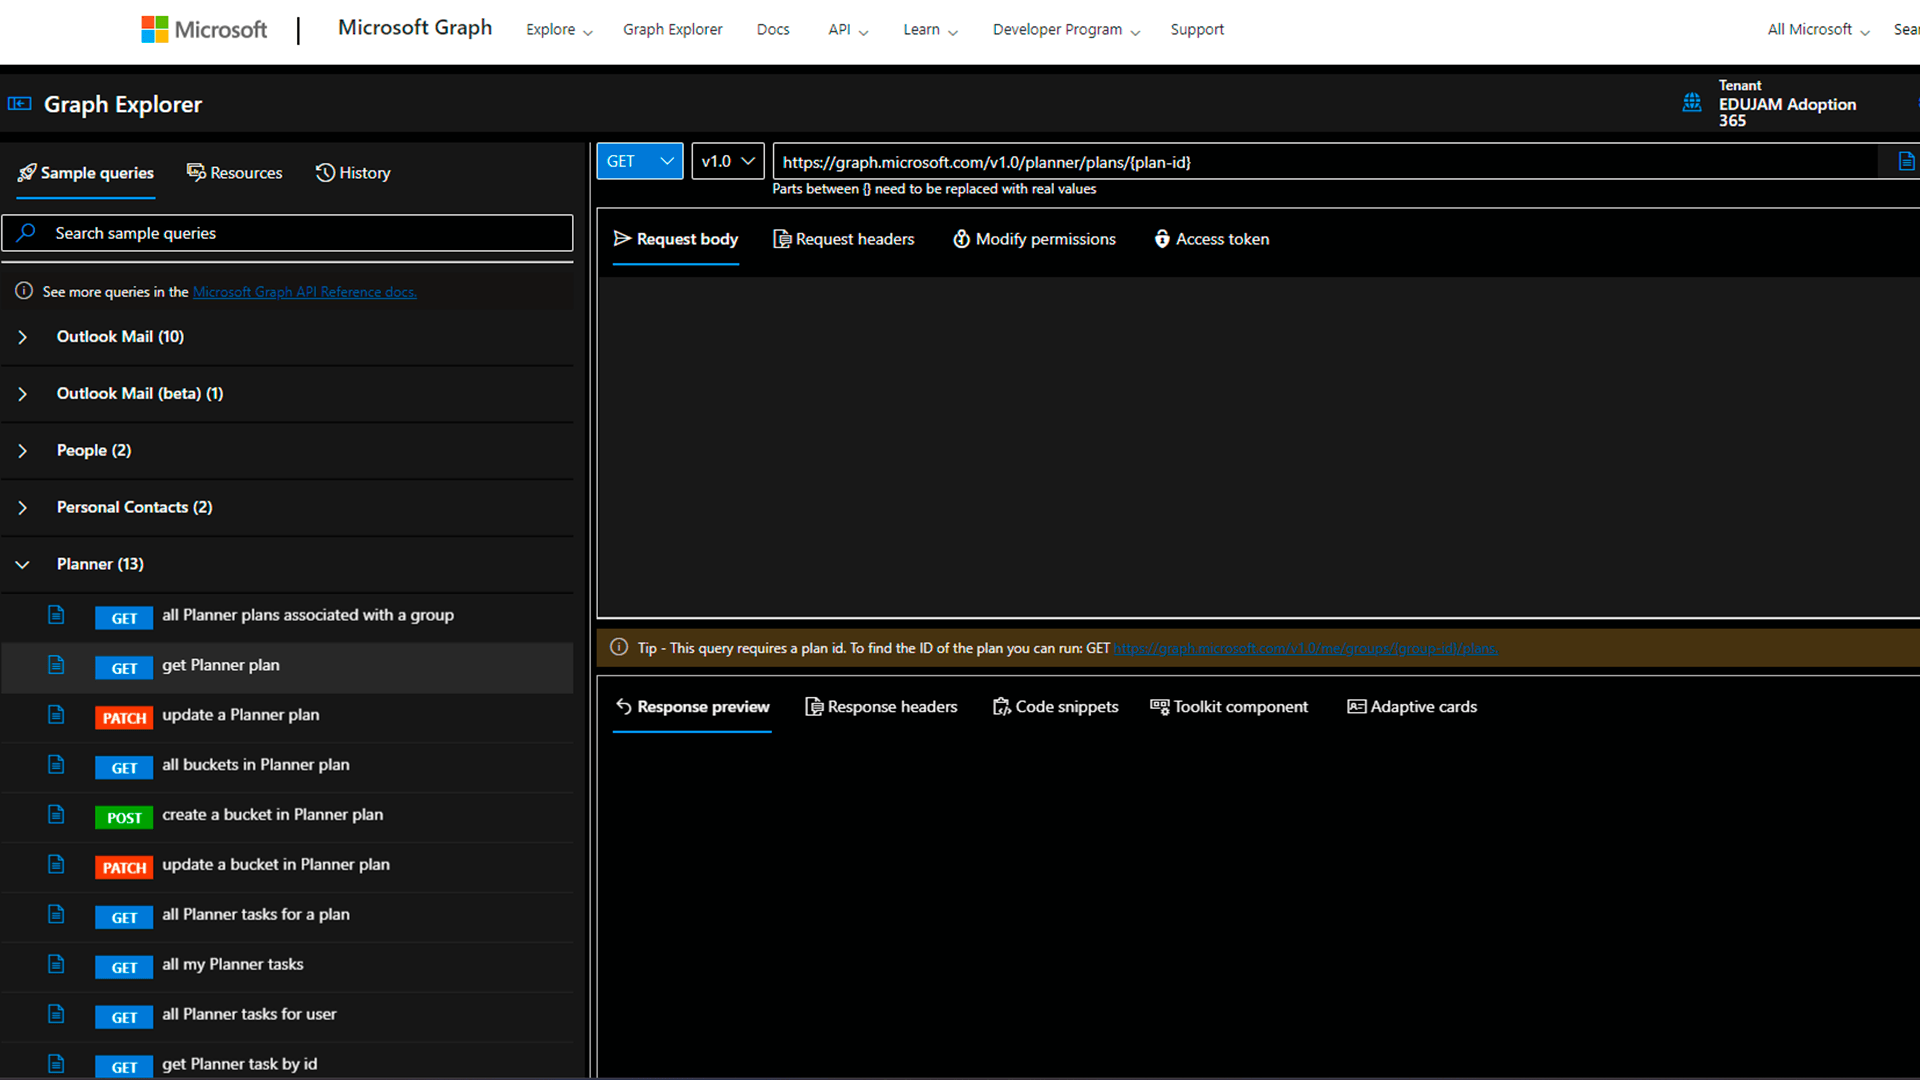 Microsoft
Microsoft Graph
Explore
Graph Explorer
Docs
API
Learn
Developer Program
Support
All Microsoft
Graph Explorer
Tenant
EDUJAM Adoption
365
Sample queries
Resources
History
Search sample queries
See more queries in the Microsoft Graph API Reference docs.
Outlook Mail (10)
Outlook Mail (beta) (1)
People (2)
Personal Contacts (2)
Planner (13)
GET all Planner plans associated with a group
GET get Planner plan
PATCH update a Planner plan
GET all buckets in Planner plan
POST create a bucket in Planner plan
PATCH update a bucket in Planner plan
GET all Planner tasks for a plan
GET all my Planner tasks
GET all Planner tasks for user
GET get Planner task by id
GET
v1.0
https://graph.microsoft.com/v1.0/planner/plans/{plan-id}
Parts between {} need to be replaced with real values
Request body
Request headers
Modify permissions
Access token
Tip - This query requires a plan id. To find the ID of the plan you can run: GET https://graph.microsoft.com/v1.0/me/groups/{group-id}/plans.
Response preview
Response headers
Code snippets
Toolkit component
Adaptive cards